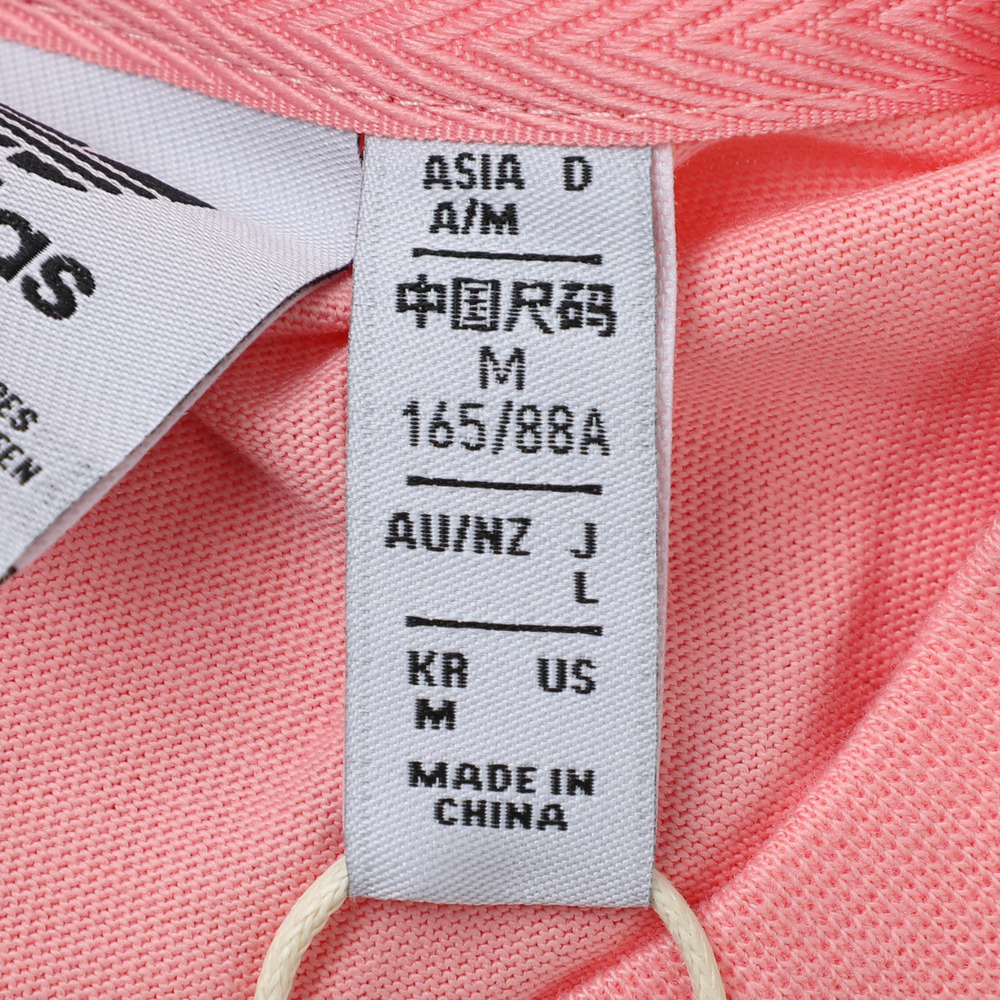 ASIA D
A/M
中国尺码
M
165/88A
AU/NZ J
L
KR US
M
MADE IN
CHINA